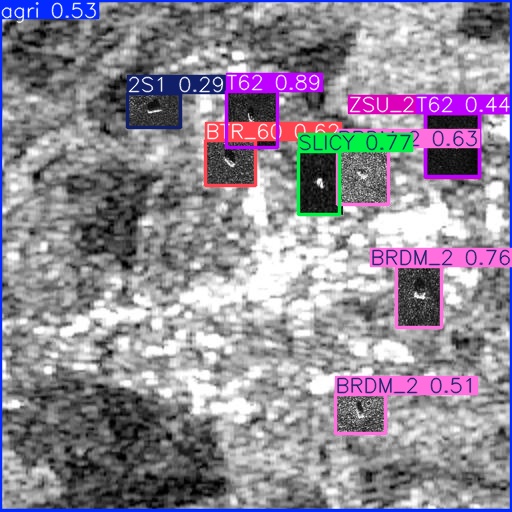 agri 0.53
2S1 0.29
T62 0.89
ZSU_2
T62 0.44
BTR_60 0.62
SLICY 0.77
2 0.63
BRDM_2 0.76
BRDM_2 0.51